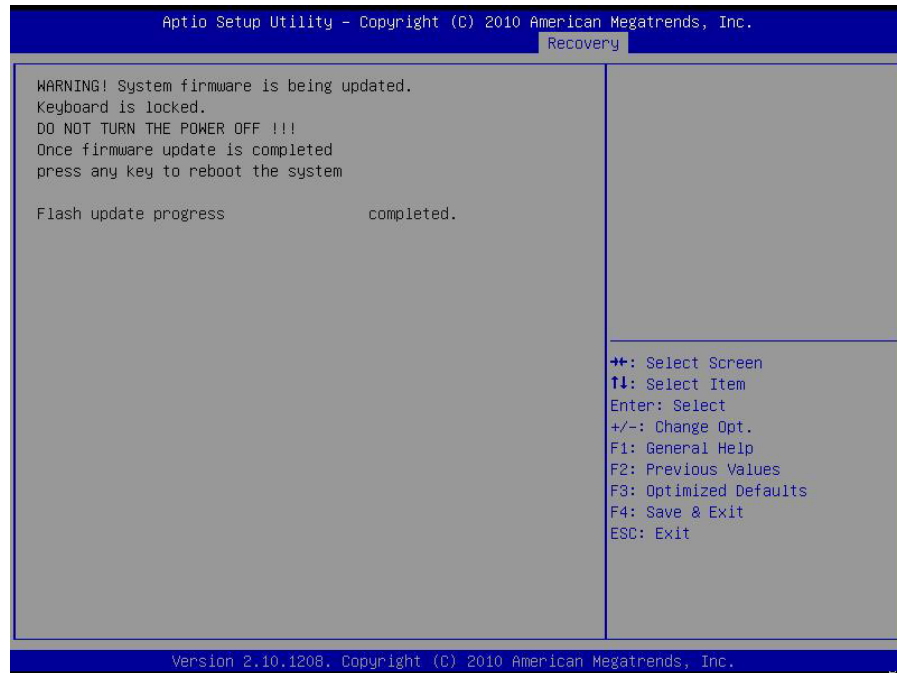 Aptio Setup Utility – Copyright (C) 2010 American Megatrends, Inc.
Recovery
WARNING! System firmware is being updated.
Keyboard is locked.
DO NOT TURN THE POWER OFF !!!
Once firmware update is completed
press any key to reboot the system
Flash update progress completed.
→←: Select Screen
↑↓: Select Item
Enter: Select
+/-: Change Opt.
F1: General Help
F2: Previous Values
F3: Optimized Defaults
F4: Save & Exit
ESC: Exit
Version 2.10.1208. Copyright (C) 2010 American Megatrends, Inc.